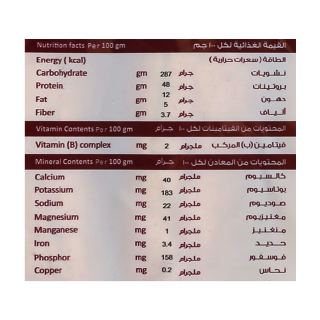 Nutrition facts Per 100 gm القيمة الغذائية لكل ١٠٠ جم
Energy ( kcal) الطاقة ( سعرات حرارية )
Carbohydrate gm 287 جرام نشويات
Protein gm 48 جرام بروتينات
Fat gm 12 جرام دهون
5
Fiber gm 3.7 جرام أليـاف
Vitamin Contents Per 100 gm المحتويات من الفيتامينات لكل ١٠٠ جـرام
Vitamin (B) complex mg 2 ملجرام فيتامين (ب) المركب
Mineral Contents Per 100 gm المحتويات من المعادن لكل ١٠٠ جـرام
Calcium mg 40 ملجرام كالسيوم
Potassium mg 183 ملجرام بوتاسيوم
Sodium mg 22 ملجرام صوديوم
Magnesium mg 41 ملجرام مغنزيوم
Manganese mg 1 ملجرام منغنيز
Iron mg 3.4 ملجرام حديد
Phosphor mg 158 ملجرام فوسفور
Copper mg 0.2 ملجرام نحاس